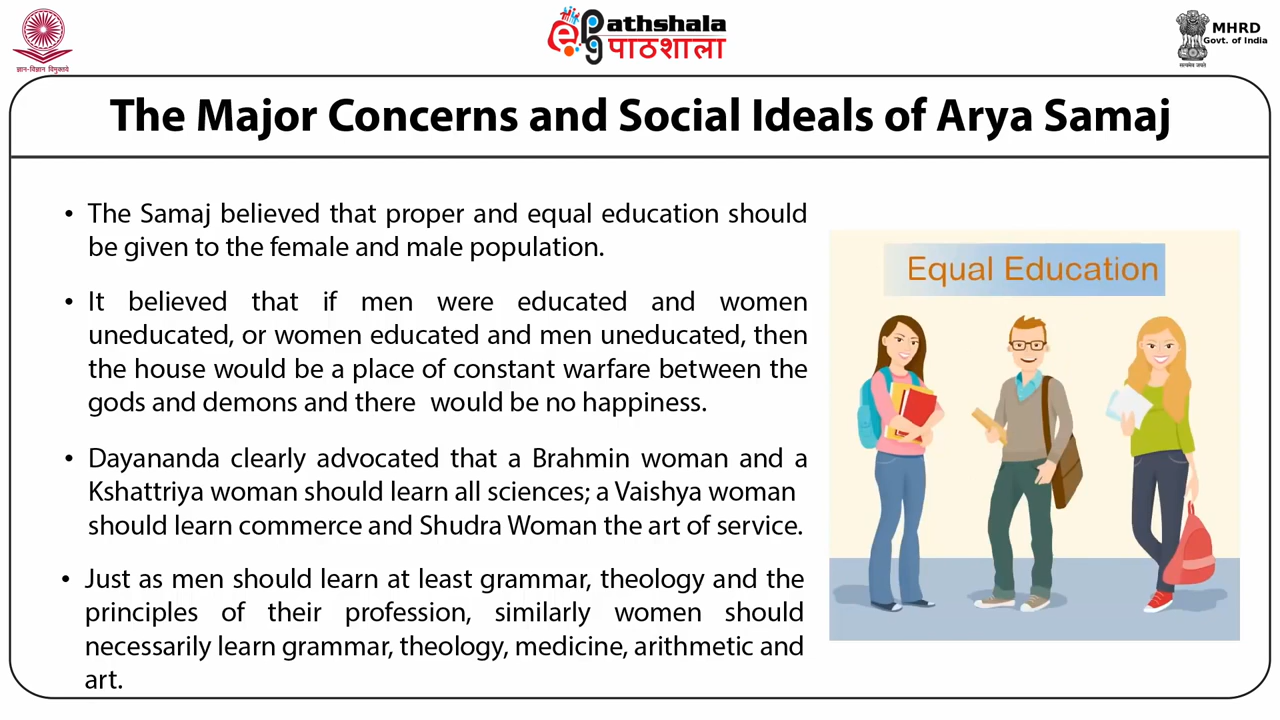 ज्ञान-विज्ञान विमुक्तये
ePG Pathshala
पाठशाला
सत्यमेव जयते
MHRD
Govt. of India
The Major Concerns and Social Ideals of Arya Samaj
• The Samaj believed that proper and equal education should
be given to the female and male population.
• It believed that if men were educated and women
uneducated, or women educated and men uneducated, then
the house would be a place of constant warfare between the
gods and demons and there  would be no happiness.
• Dayananda clearly advocated that a Brahmin woman and a
Kshattriya woman should learn all sciences; a Vaishya woman
should learn commerce and Shudra Woman the art of service.
• Just as men should learn at least grammar, theology and the
principles of their profession, similarly women should
necessarily learn grammar, theology, medicine, arithmetic and
art.
Equal Education